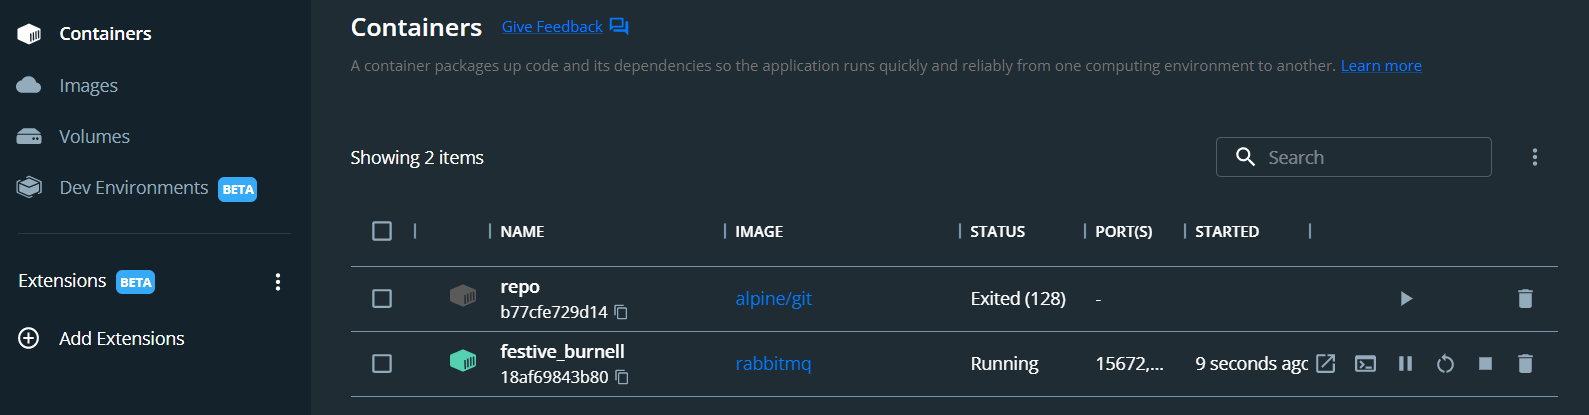 Containers
Images
Volumes
Dev Environments BETA
Extensions BETA
Add Extensions
Containers Give Feedback
A container packages up code and its dependencies so the application runs quickly and reliably from one computing environment to another. Learn more
Showing 2 items
Search
NAME IMAGE STATUS PORT(S) STARTED
repo
b77cfe729d14
alpine/git Exited (128) -
festive_burnell
18af69843b80
rabbitmq Running 15672,... 9 seconds agc